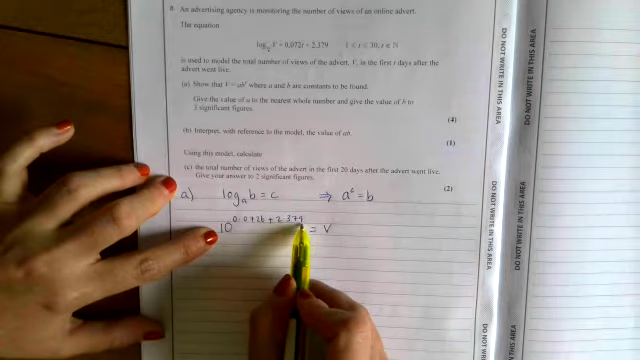 8. An advertising agency is monitoring the number of views of an online advert.
The equation
log₁₀ V = 0.072t + 2.379 1 ⩽ t ⩽ 30, t ∈ ℕ
is used to model the total number of views of the advert, V, in the first t days after the
advert went live.
(a) Show that V = abᵗ where a and b are constants to be found.
Give the value of a to the nearest whole number and give the value of b to
3 significant figures.
(4)
(b) Interpret, with reference to the model, the value of ab.
(1)
Using this model, calculate
(c) the total number of views of the advert in the first 20 days after the advert went live.
Give your answer to 2 significant figures.
(2)
a) logₐ b = c ⇒ aᶜ = b
10^0.072t + 2.379 = V
DO NOT WRITE IN THIS AREA
DO NOT WRITE IN THIS AREA
DO NOT WRITE IN THIS AREA
DO NOT WRITE IN THIS AREA
DO NOT
DO NOT WR